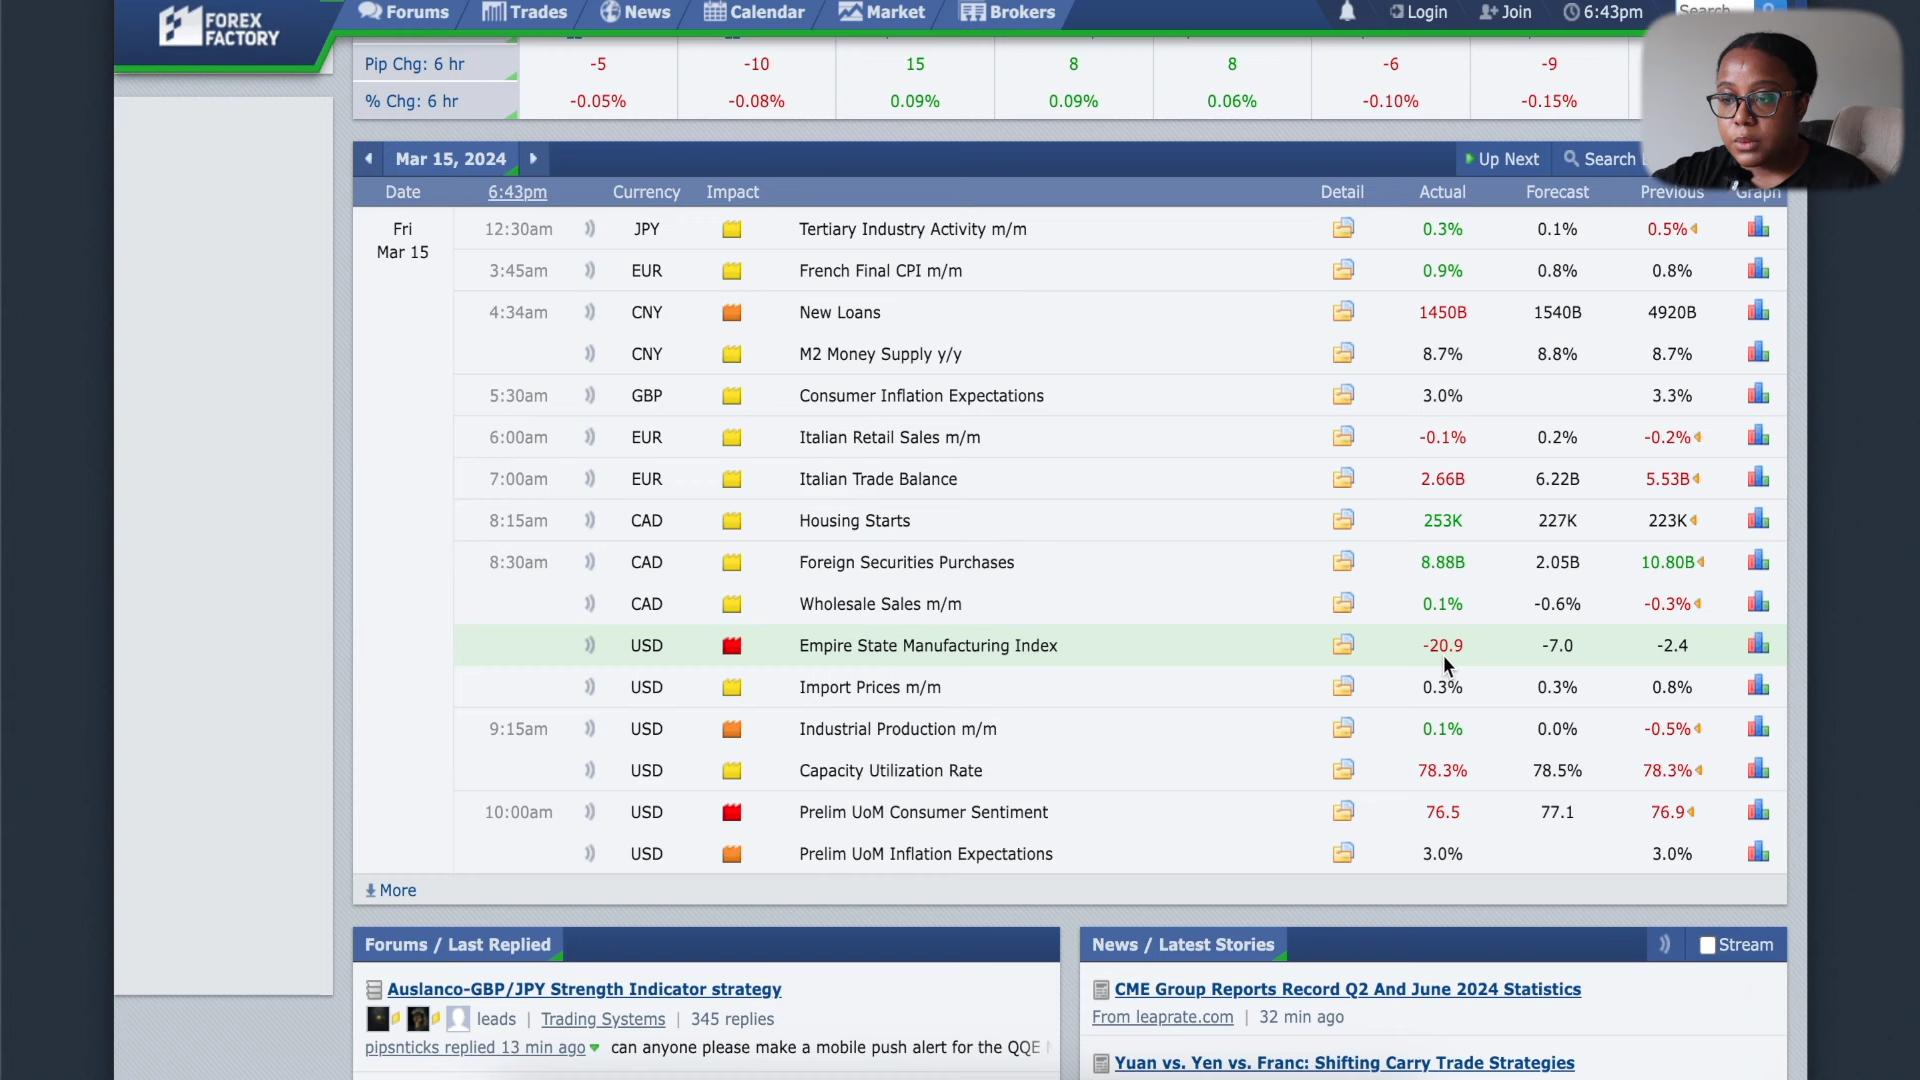 FOREX
FACTORY
Forums
Trades
News
Calendar
Market
Brokers
Login
Join
6:43pm
Search
Pip Chg: 6 hr -5 -10 15 8 8 -6 -9
% Chg: 6 hr -0.05% -0.08% 0.09% 0.09% 0.06% -0.10% -0.15%
Mar 15, 2024 Up Next Search
Date 6:43pm Currency Impact Detail Actual Forecast Previous Graph
Fri
Mar 15
12:30am JPY Tertiary Industry Activity m/m 0.3% 0.1% 0.5%
3:45am EUR French Final CPI m/m 0.9% 0.8% 0.8%
4:34am CNY New Loans 1450B 1540B 4920B
CNY M2 Money Supply y/y 8.7% 8.8% 8.7%
5:30am GBP Consumer Inflation Expectations 3.0% 3.3%
6:00am EUR Italian Retail Sales m/m -0.1% 0.2% -0.2%
7:00am EUR Italian Trade Balance 2.66B 6.22B 5.53B
8:15am CAD Housing Starts 253K 227K 223K
8:30am CAD Foreign Securities Purchases 8.88B 2.05B 10.80B
CAD Wholesale Sales m/m 0.1% -0.6% -0.3%
USD Empire State Manufacturing Index -20.9 -7.0 -2.4
USD Import Prices m/m 0.3% 0.3% 0.8%
9:15am USD Industrial Production m/m 0.1% 0.0% -0.5%
USD Capacity Utilization Rate 78.3% 78.5% 78.3%
10:00am USD Prelim UoM Consumer Sentiment 76.5 77.1 76.9
USD Prelim UoM Inflation Expectations 3.0% 3.0%
More
Forums / Last Replied
Auslanco-GBP/JPY Strength Indicator strategy
leads | Trading Systems | 345 replies
pipsnticks replied 13 min ago can anyone please make a mobile push alert for the QQE
News / Latest Stories Stream
CME Group Reports Record Q2 And June 2024 Statistics
From leaprate.com | 32 min ago
Yuan vs. Yen vs. Franc: Shifting Carry Trade Strategies